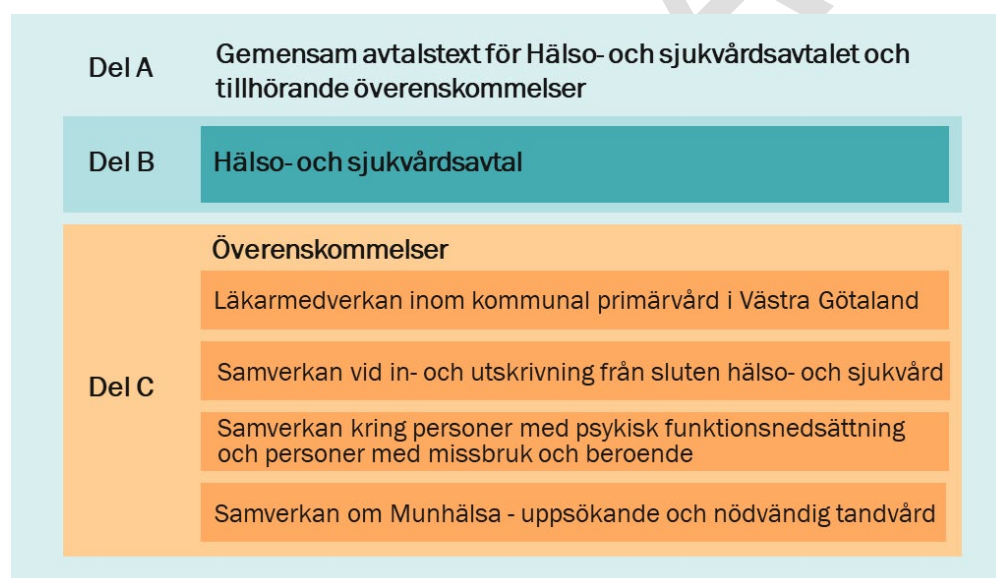 Del A
Gemensam avtalstext för Hälso- och sjukvårdsavtalet och
tillhörande överenskommelser
Del B
Hälso- och sjukvårdsavtal
Del C
Överenskommelser
Läkarmedverkan inom kommunal primärvård i Västra Götaland
Samverkan vid in- och utskrivning från sluten hälso- och sjukvård
Samverkan kring personer med psykisk funktionsnedsättning
och personer med missbruk och beroende
Samverkan om Munhälsa - uppsökande och nödvändig tandvård